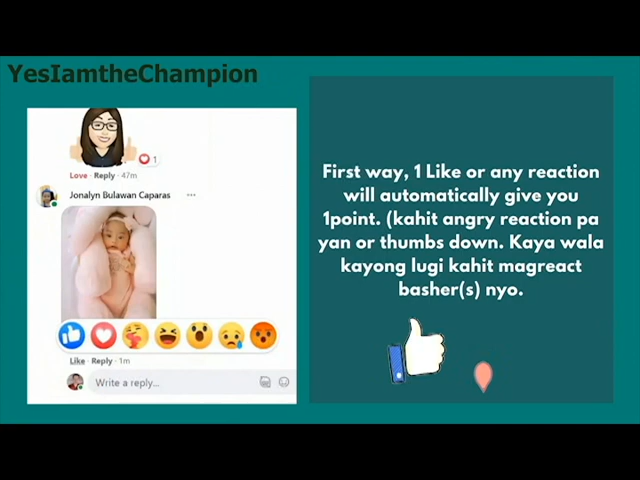 YesIamtheChampion
1
Love · Reply · 47m
Jonalyn Bulawan Caparas ...
Like · Reply · 1m
Write a reply...
First way, 1 Like or any reaction
will automatically give you
1point. (kahit angry reaction pa
yan or thumbs down. Kaya wala
kayong lugi kahit magreact
basher(s) nyo.